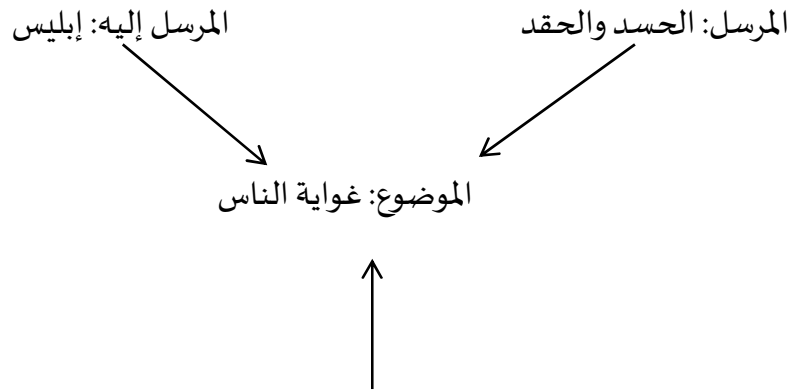 المرسل: الحسد والحقد
المرسل إليه: إبليس
الموضوع: غواية الناس